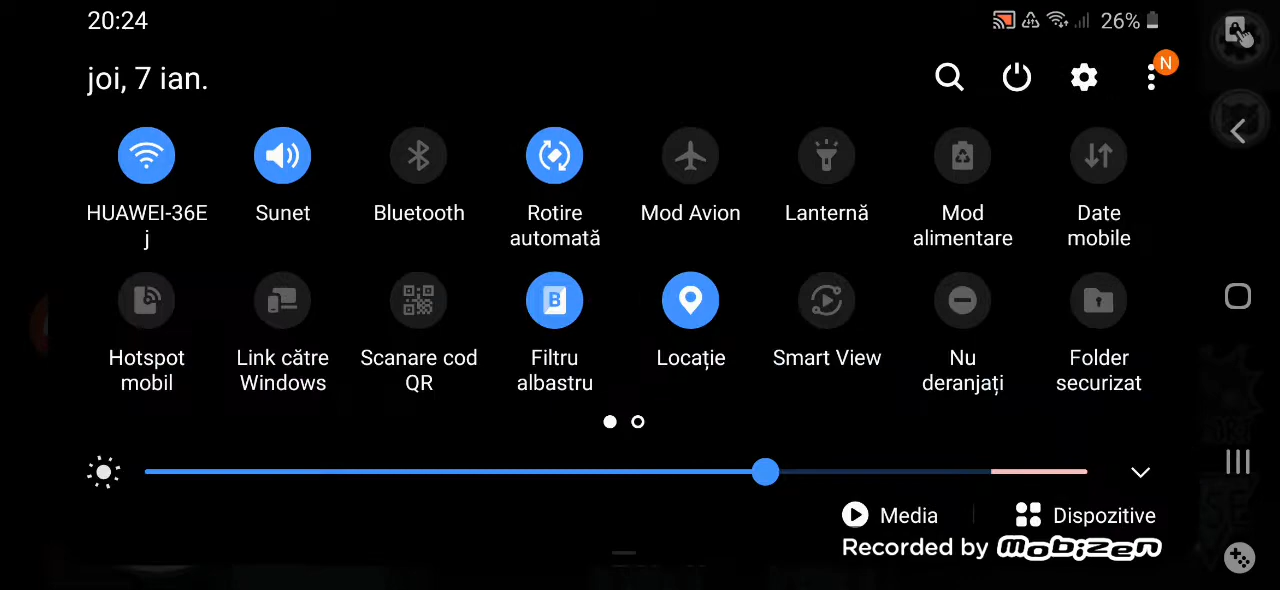 20:24
26%
joi, 7 ian.
N
HUAWEI-36E
j
Sunet
Bluetooth
Rotire
automată
Mod Avion
Lanternă
Mod
alimentare
Date
mobile
Hotspot
mobil
Link către
Windows
Scanare cod
QR
B
Filtru
albastru
Locație
Smart View
Nu
deranjați
Folder
securizat
Media
Dispozitive
Recorded by mobizen